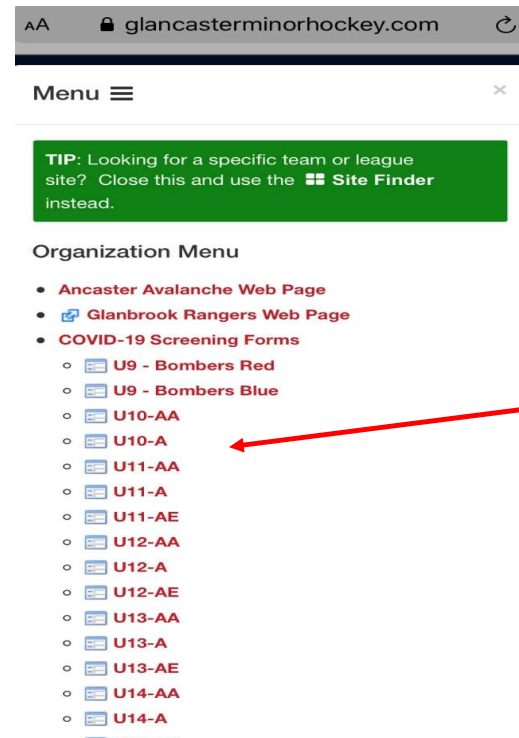 AA glancasterminorhockey.com
Menu
TIP: Looking for a specific team or league
site? Close this and use the Site Finder
instead.
Organization Menu
Ancaster Avalanche Web Page
Glanbrook Rangers Web Page
COVID-19 Screening Forms
U9 - Bombers Red
U9 - Bombers Blue
U10-AA
U10-A
U11-AA
U11-A
U11-AE
U12-AA
U12-A
U12-AE
U13-AA
U13-A
U13-AE
U14-AA
U14-A